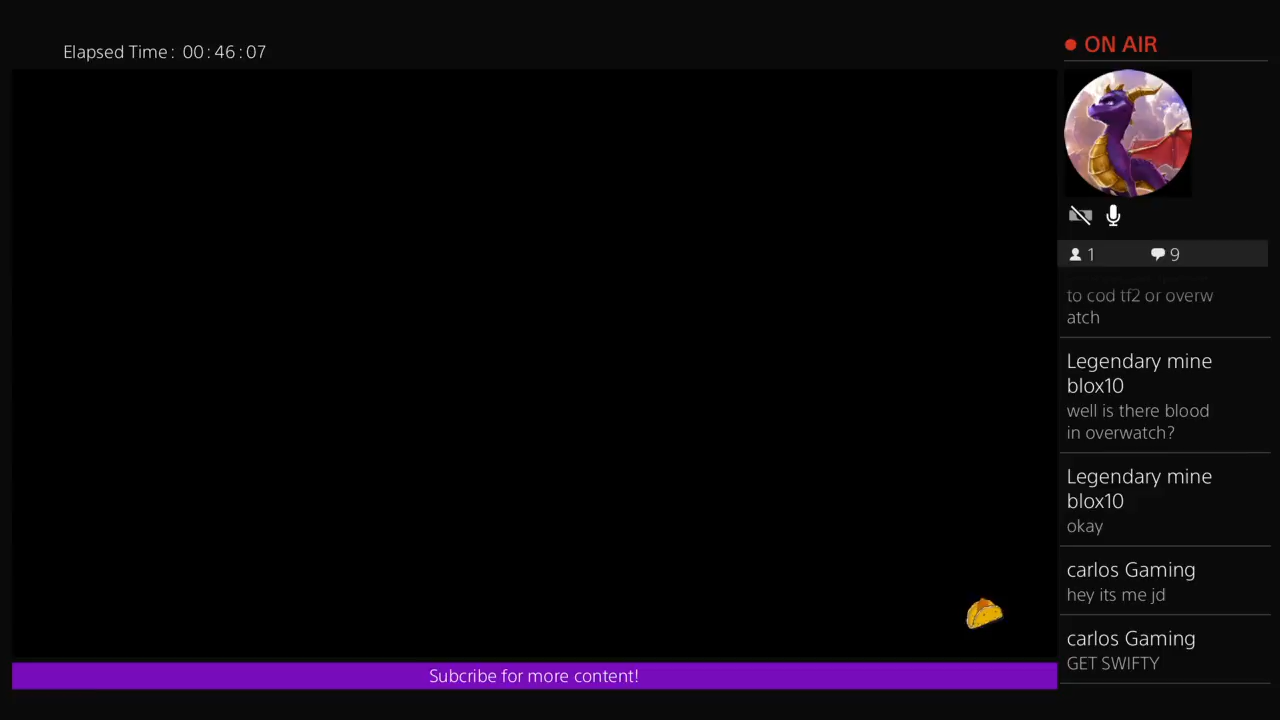 Elapsed Time: 00:46:07
ON AIR
1
9
to cod tf2 or overw
atch
Legendary mine
blox10
well is there blood
in overwatch?
Legendary mine
blox10
okay
carlos Gaming
hey its me jd
carlos Gaming
GET SWIFTY
Subcribe for more content!